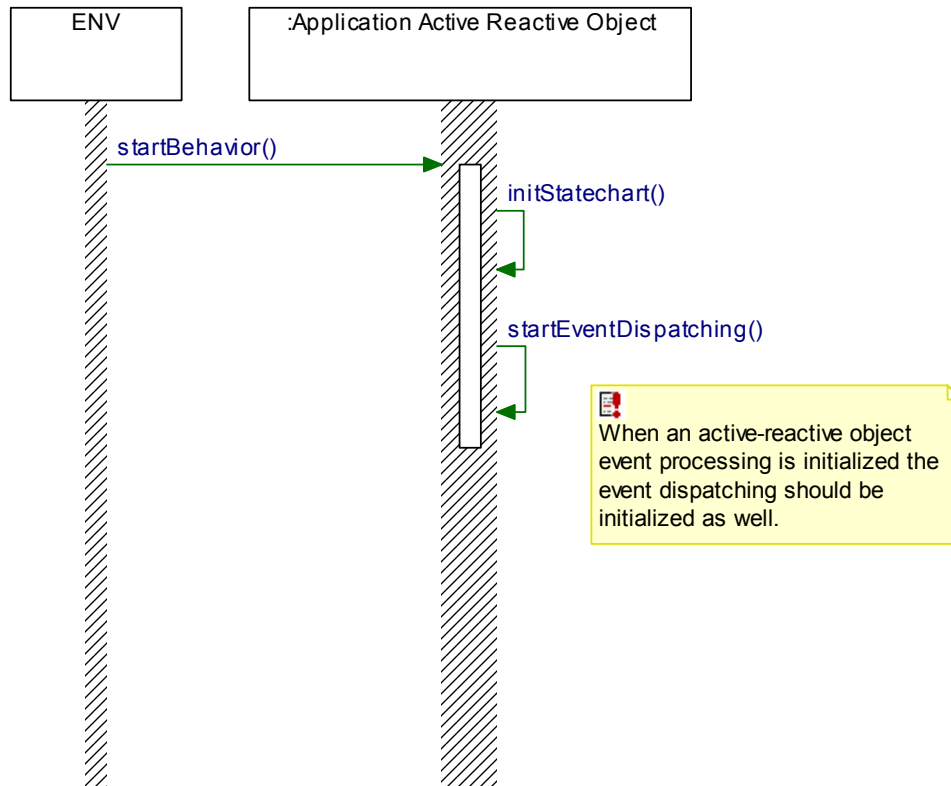 ENV
:Application Active Reactive Object
startBehavior()
initStatechart()
startEventDispatching()
When an active-reactive object
event processing is initialized the
event dispatching should be
initialized as well.